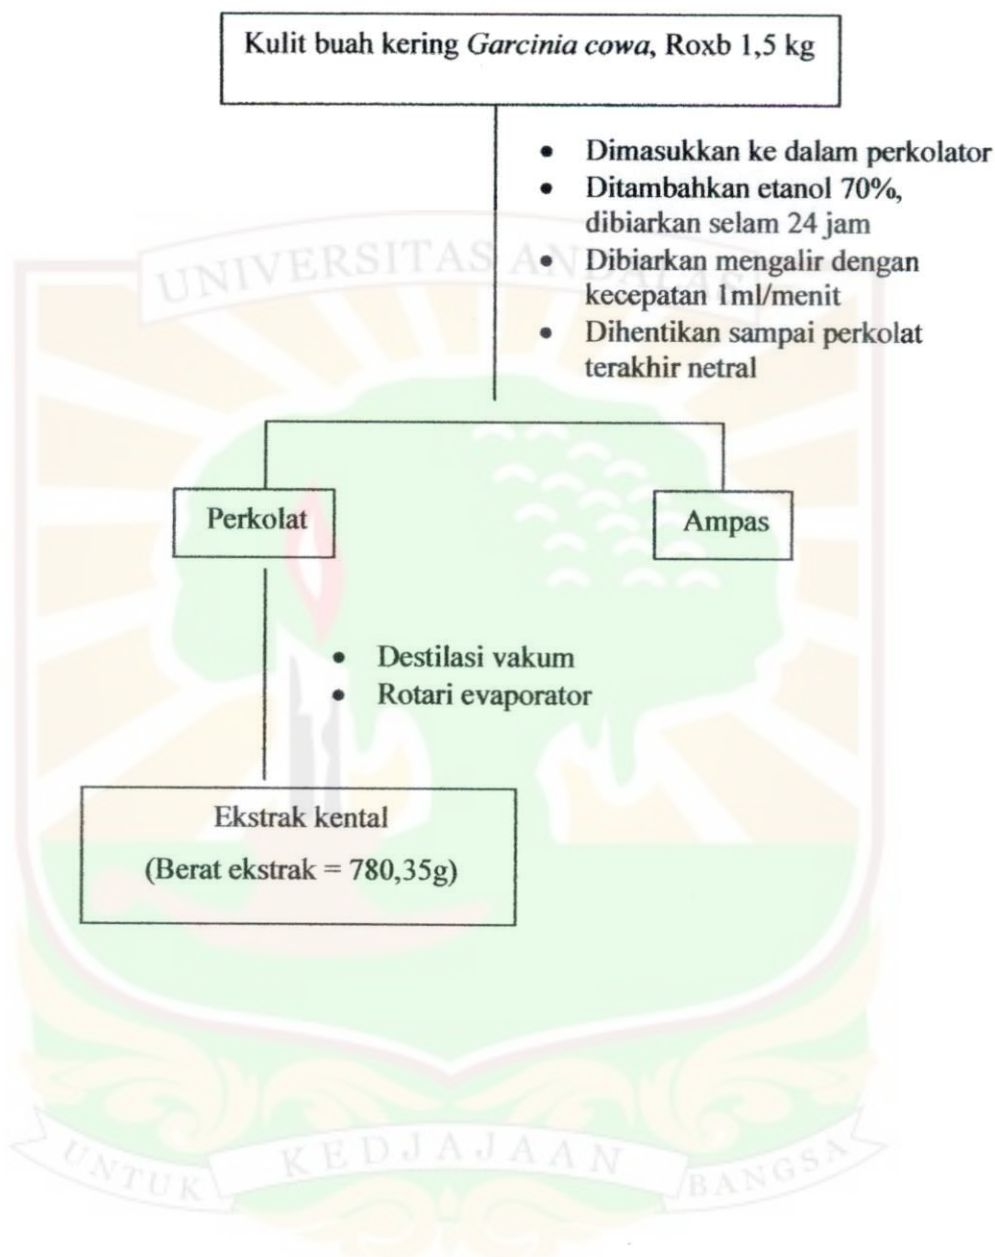 Kulit buah kering Garcinia cowa, Roxb 1,5 kg
• Dimasukkan ke dalam perkolator
• Ditambahkan etanol 70%,
dibiarkan selam 24 jam
• Dibiarkan mengalir dengan
kecepatan 1ml/menit
• Dihentikan sampai perkolat
terakhir netral
UNIVERSITAS ANDALAS
Perkolat
Ampas
• Destilasi vakum
• Rotari evaporator
Ekstrak kental
(Berat ekstrak = 780,35g)
UNTUK KEDJAJAAN BANGSA